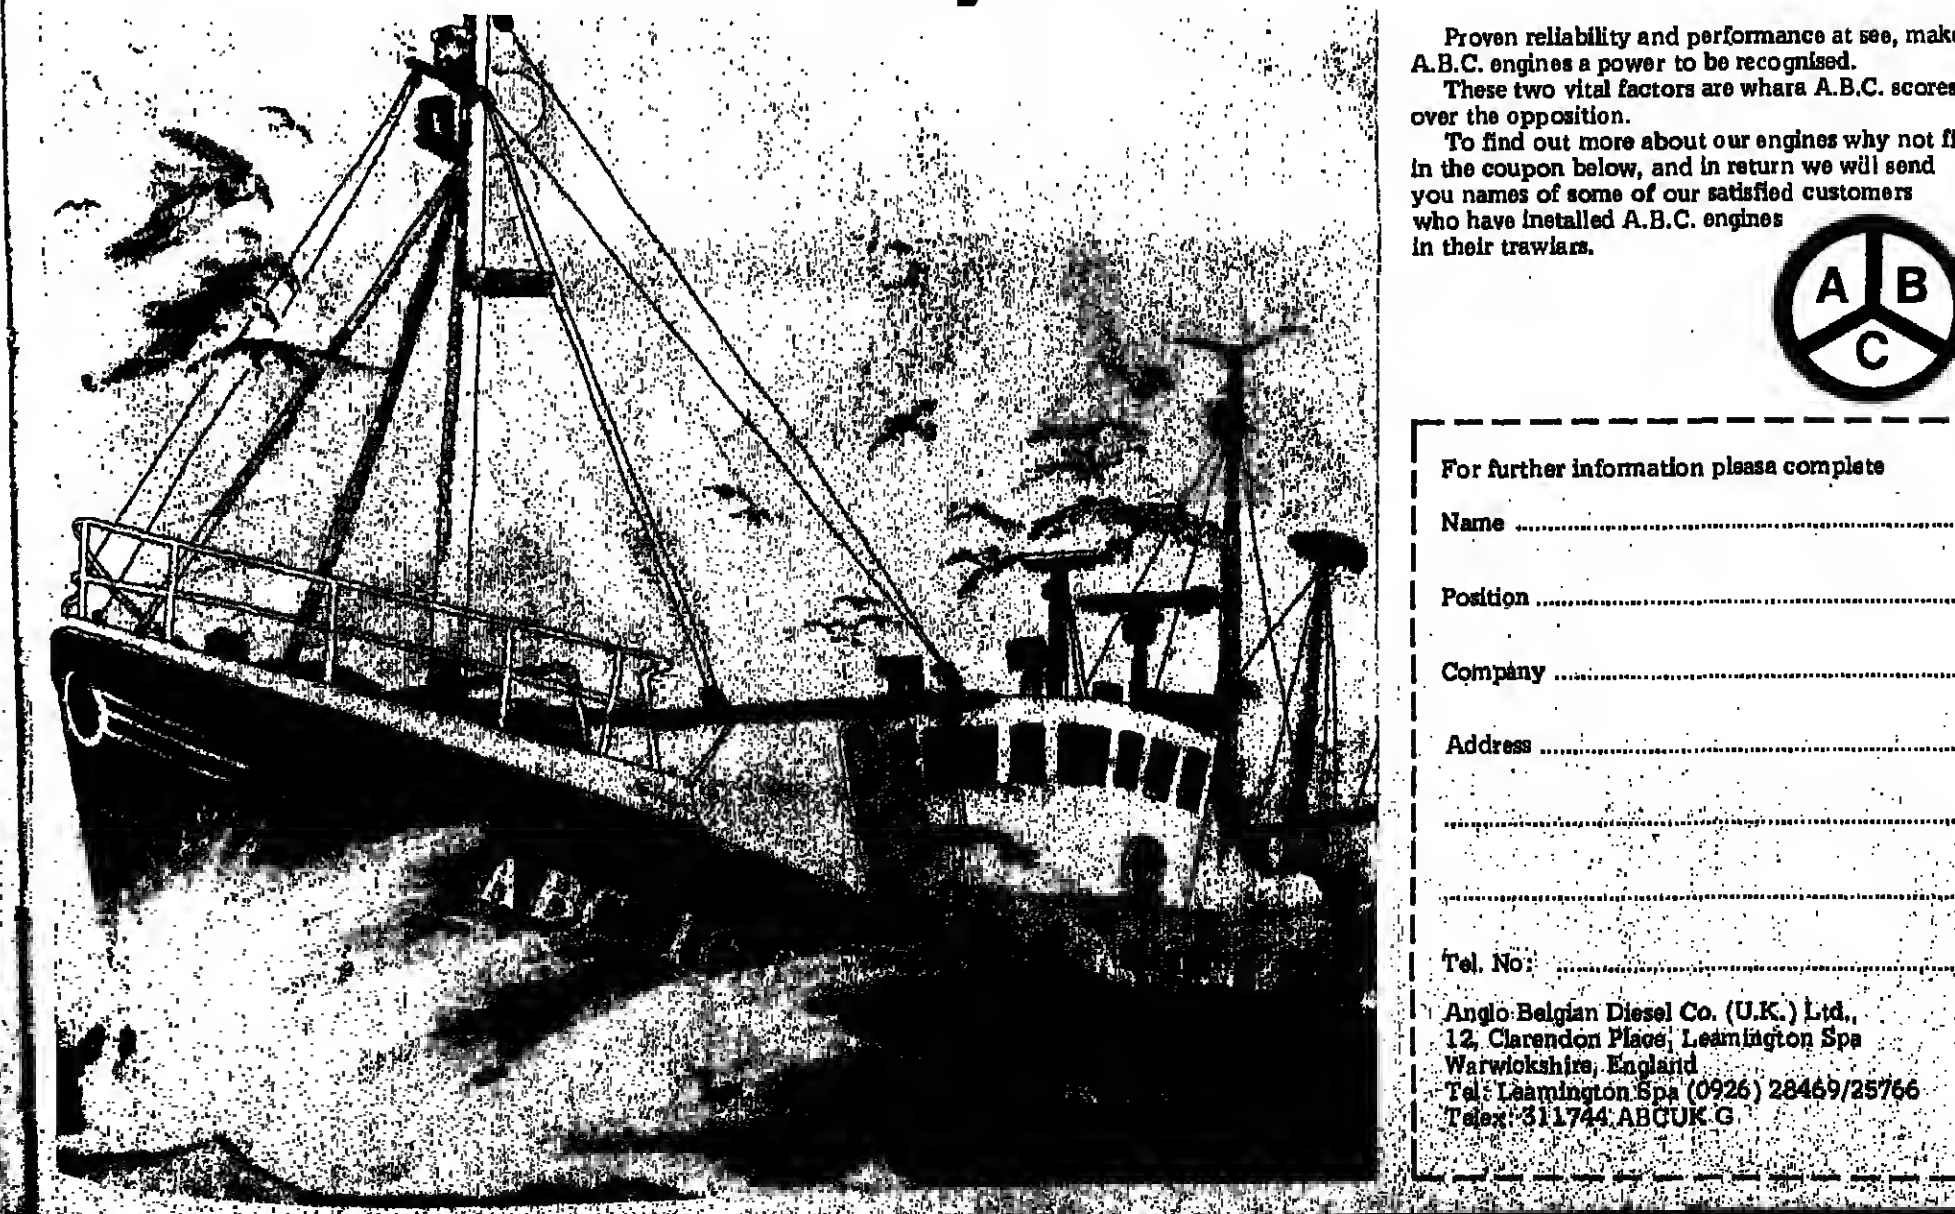 Proven reliability and performance at see, make
A.B.C. engines a power to be recognised.
These two vital factors are whara A.B.C. scores
over the opposition.
To find out more about our engines why not fi
in the coupon below, and in return we will send
you names of some of our satisfied customers
who have inetalled A.B.C. engines
in their trawlars.
A B
C
For further information pleasa complete
Name
Position
Company
Address
Tel. No:
Anglo Belgian Diesel Co. (U.K.) Ltd.,
12, Clarendon Place, Leamington Spa
Warwickshire, England
Tel: Leamington Spa (0926) 28469/25766
Telex: 311744 ABCUK G